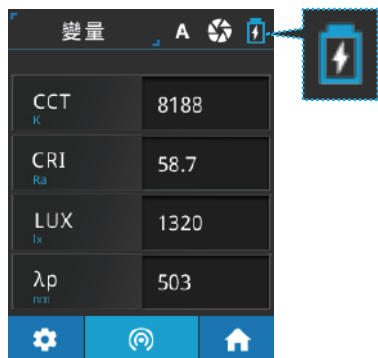 變量 A
CCT 8188
K
CRI 58.7
Ra
LUX 1320
lx
λp 503
nm